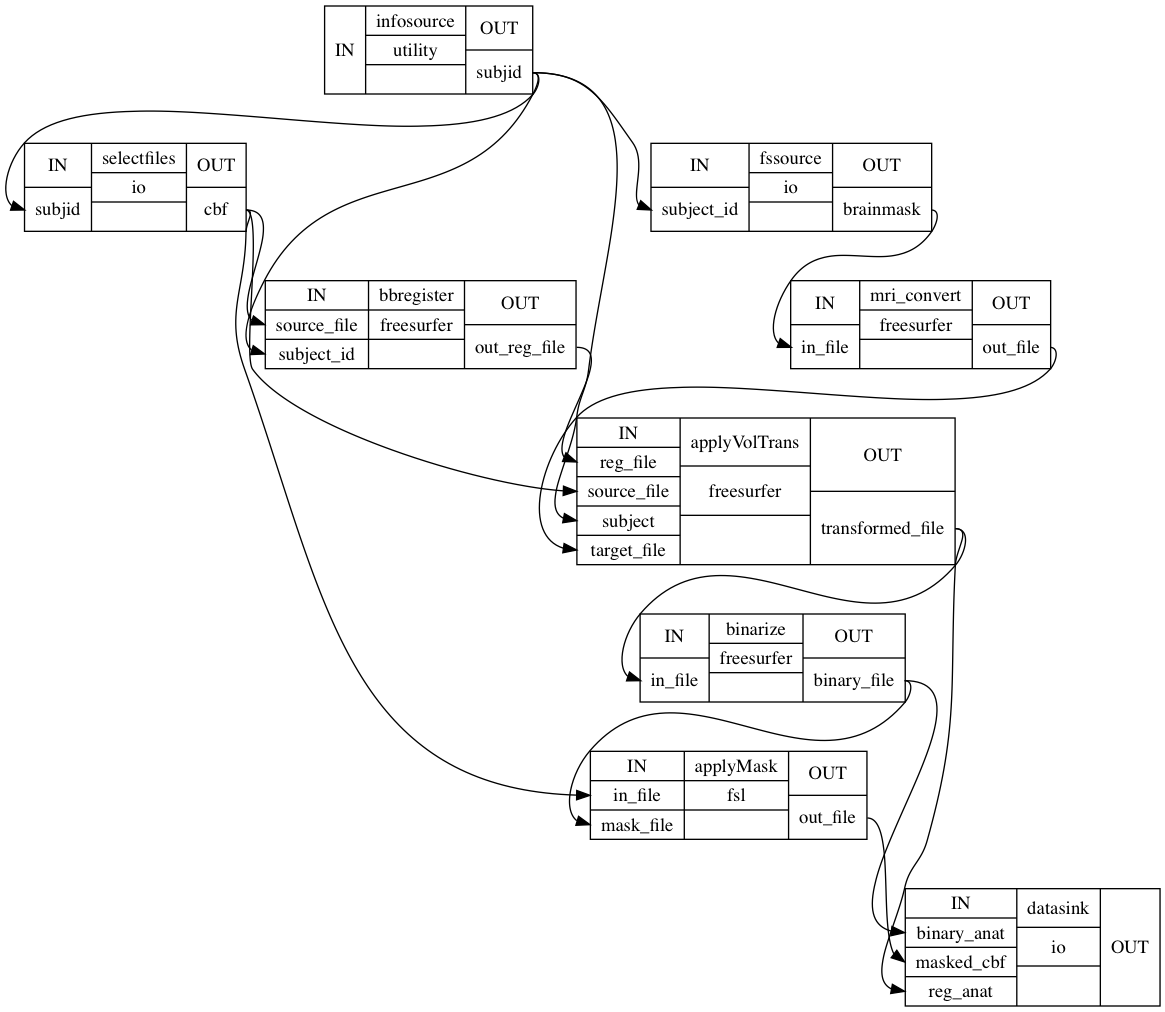 infosource
IN
OUT
utility
subjid
IN
selectfiles
OUT
io
subjid
cbf
IN
fssource
OUT
io
subject_id
brainmask
IN
bbregister
OUT
source_file
freesurfer
subject_id
out_reg_file
IN
mri_convert
OUT
freesurfer
in_file
out_file
IN
applyVolTrans
OUT
reg_file
source_file
freesurfer
subject
transformed_file
target_file
IN
binarize
OUT
freesurfer
in_file
binary_file
IN
applyMask
OUT
in_file
fsl
mask_file
out_file
IN
datasink
OUT
binary_anat
io
masked_cbf
reg_anat